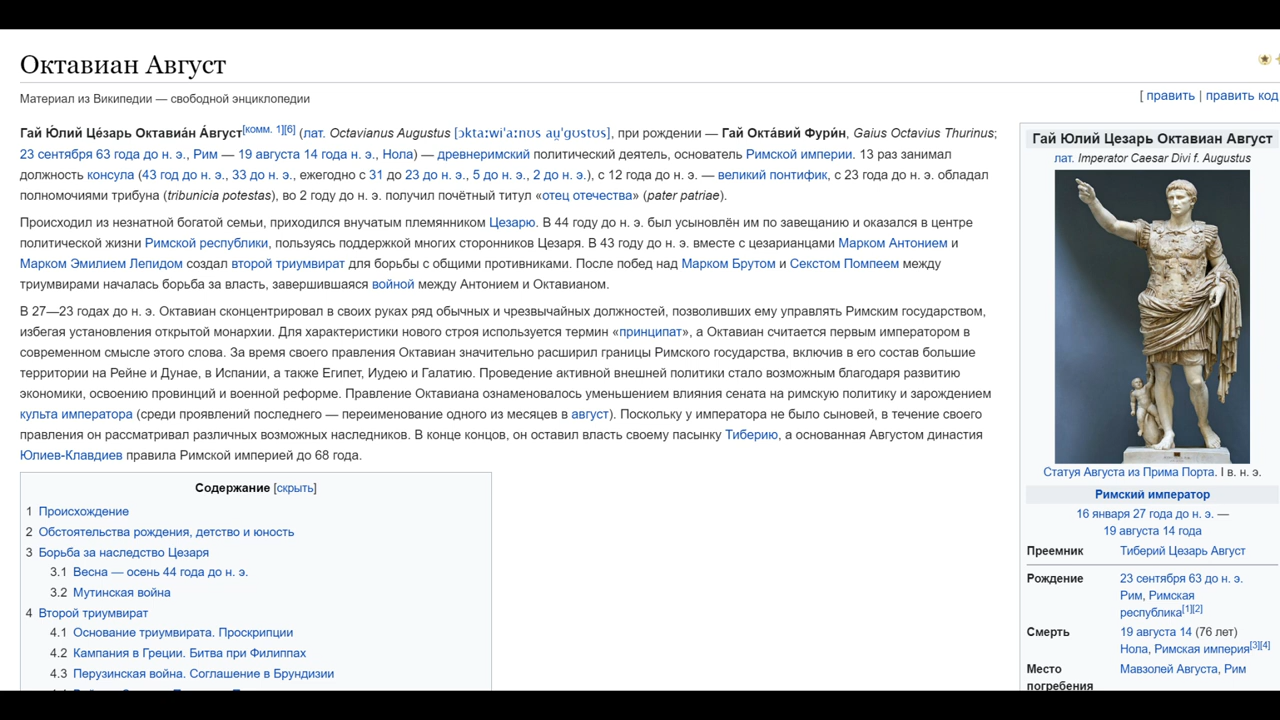 Октавиан Август
Материал из Википедии — свободной энциклопедии
[ править | править код
Гай Ю́лий Це́зарь Октавиа́н А́вгуст[комм. 1][6] (лат. Octavianus Augustus [ɔktaːwiˈaːnʊs au̯ˈɡʊstʊs], при рождении — Гай Окта́вий Фури́н, Gaius Octavius Thurinus;
23 сентября 63 года до н. э., Рим — 19 августа 14 года н. э., Нола) — древнеримский политический деятель, основатель Римской империи. 13 раз занимал
должность консула (43 год до н. э., 33 до н. э., ежегодно с 31 до 23 до н. э., 5 до н. э., 2 до н. э.), с 12 года до н. э. — великий понтифик, с 23 года до н. э. обладал
полномочиями трибуна (tribunicia potestas), во 2 году до н. э. получил почётный титул «отец отечества» (pater patriae).
Происходил из незнатной богатой семьи, приходился внучатым племянником Цезарю. В 44 году до н. э. был усыновлён им по завещанию и оказался в центре
политической жизни Римской республики, пользуясь поддержкой многих сторонников Цезаря. В 43 году до н. э. вместе с цезарианцами Марком Антонием и
Марком Эмилием Лепидом создал второй триумвират для борьбы с общими противниками. После побед над Марком Брутом и Секстом Помпеем между
триумвирами началась борьба за власть, завершившаяся войной между Антонием и Октавианом.
В 27—23 годах до н. э. Октавиан сконцентрировал в своих руках ряд обычных и чрезвычайных должностей, позволивших ему управлять Римским государством,
избегая установления открытой монархии. Для характеристики нового строя используется термин «принципат», а Октавиан считается первым императором в
современном смысле этого слова. За время своего правления Октавиан значительно расширил границы Римского государства, включив в его состав большие
территории на Рейне и Дунае, в Испании, а также Египет, Иудею и Галатию. Проведение активной внешней политики стало возможным благодаря развитию
экономики, освоению провинций и военной реформе. Правление Октавиана ознаменовалось уменьшением влияния сената на римскую политику и зарождением
культа императора (среди проявлений последнего — переименование одного из месяцев в август). Поскольку у императора не было сыновей, в течение своего
правления он рассматривал различных возможных наследников. В конце концов, он оставил власть своему пасынку Тиберию, а основанная Августом династия
Юлиев-Клавдиев правила Римской империей до 68 года.
Содержание [скрыть]
1 Происхождение
2 Обстоятельства рождения, детство и юность
3 Борьба за наследство Цезаря
3.1 Весна — осень 44 года до н. э.
3.2 Мутинская война
4 Второй триумвират
4.1 Основание триумвирата. Проскрипции
4.2 Кампания в Греции. Битва при Филиппах
4.3 Перузинская война. Соглашение в Брундизии
Гай Юлий Цезарь Октавиан Август
лат. Imperator Caesar Divi f. Augustus
Статуя Августа из Прима Порта. I в. н. э.
Римский император
16 января 27 года до н. э. —
19 августа 14 года
Преемник Тиберий Цезарь Август
Рождение 23 сентября 63 до н. э.
Рим, Римская
республика[1][2]
Смерть 19 августа 14 (76 лет)
Нола, Римская империя[3][4]
Место Мавзолей Августа, Рим
погребения